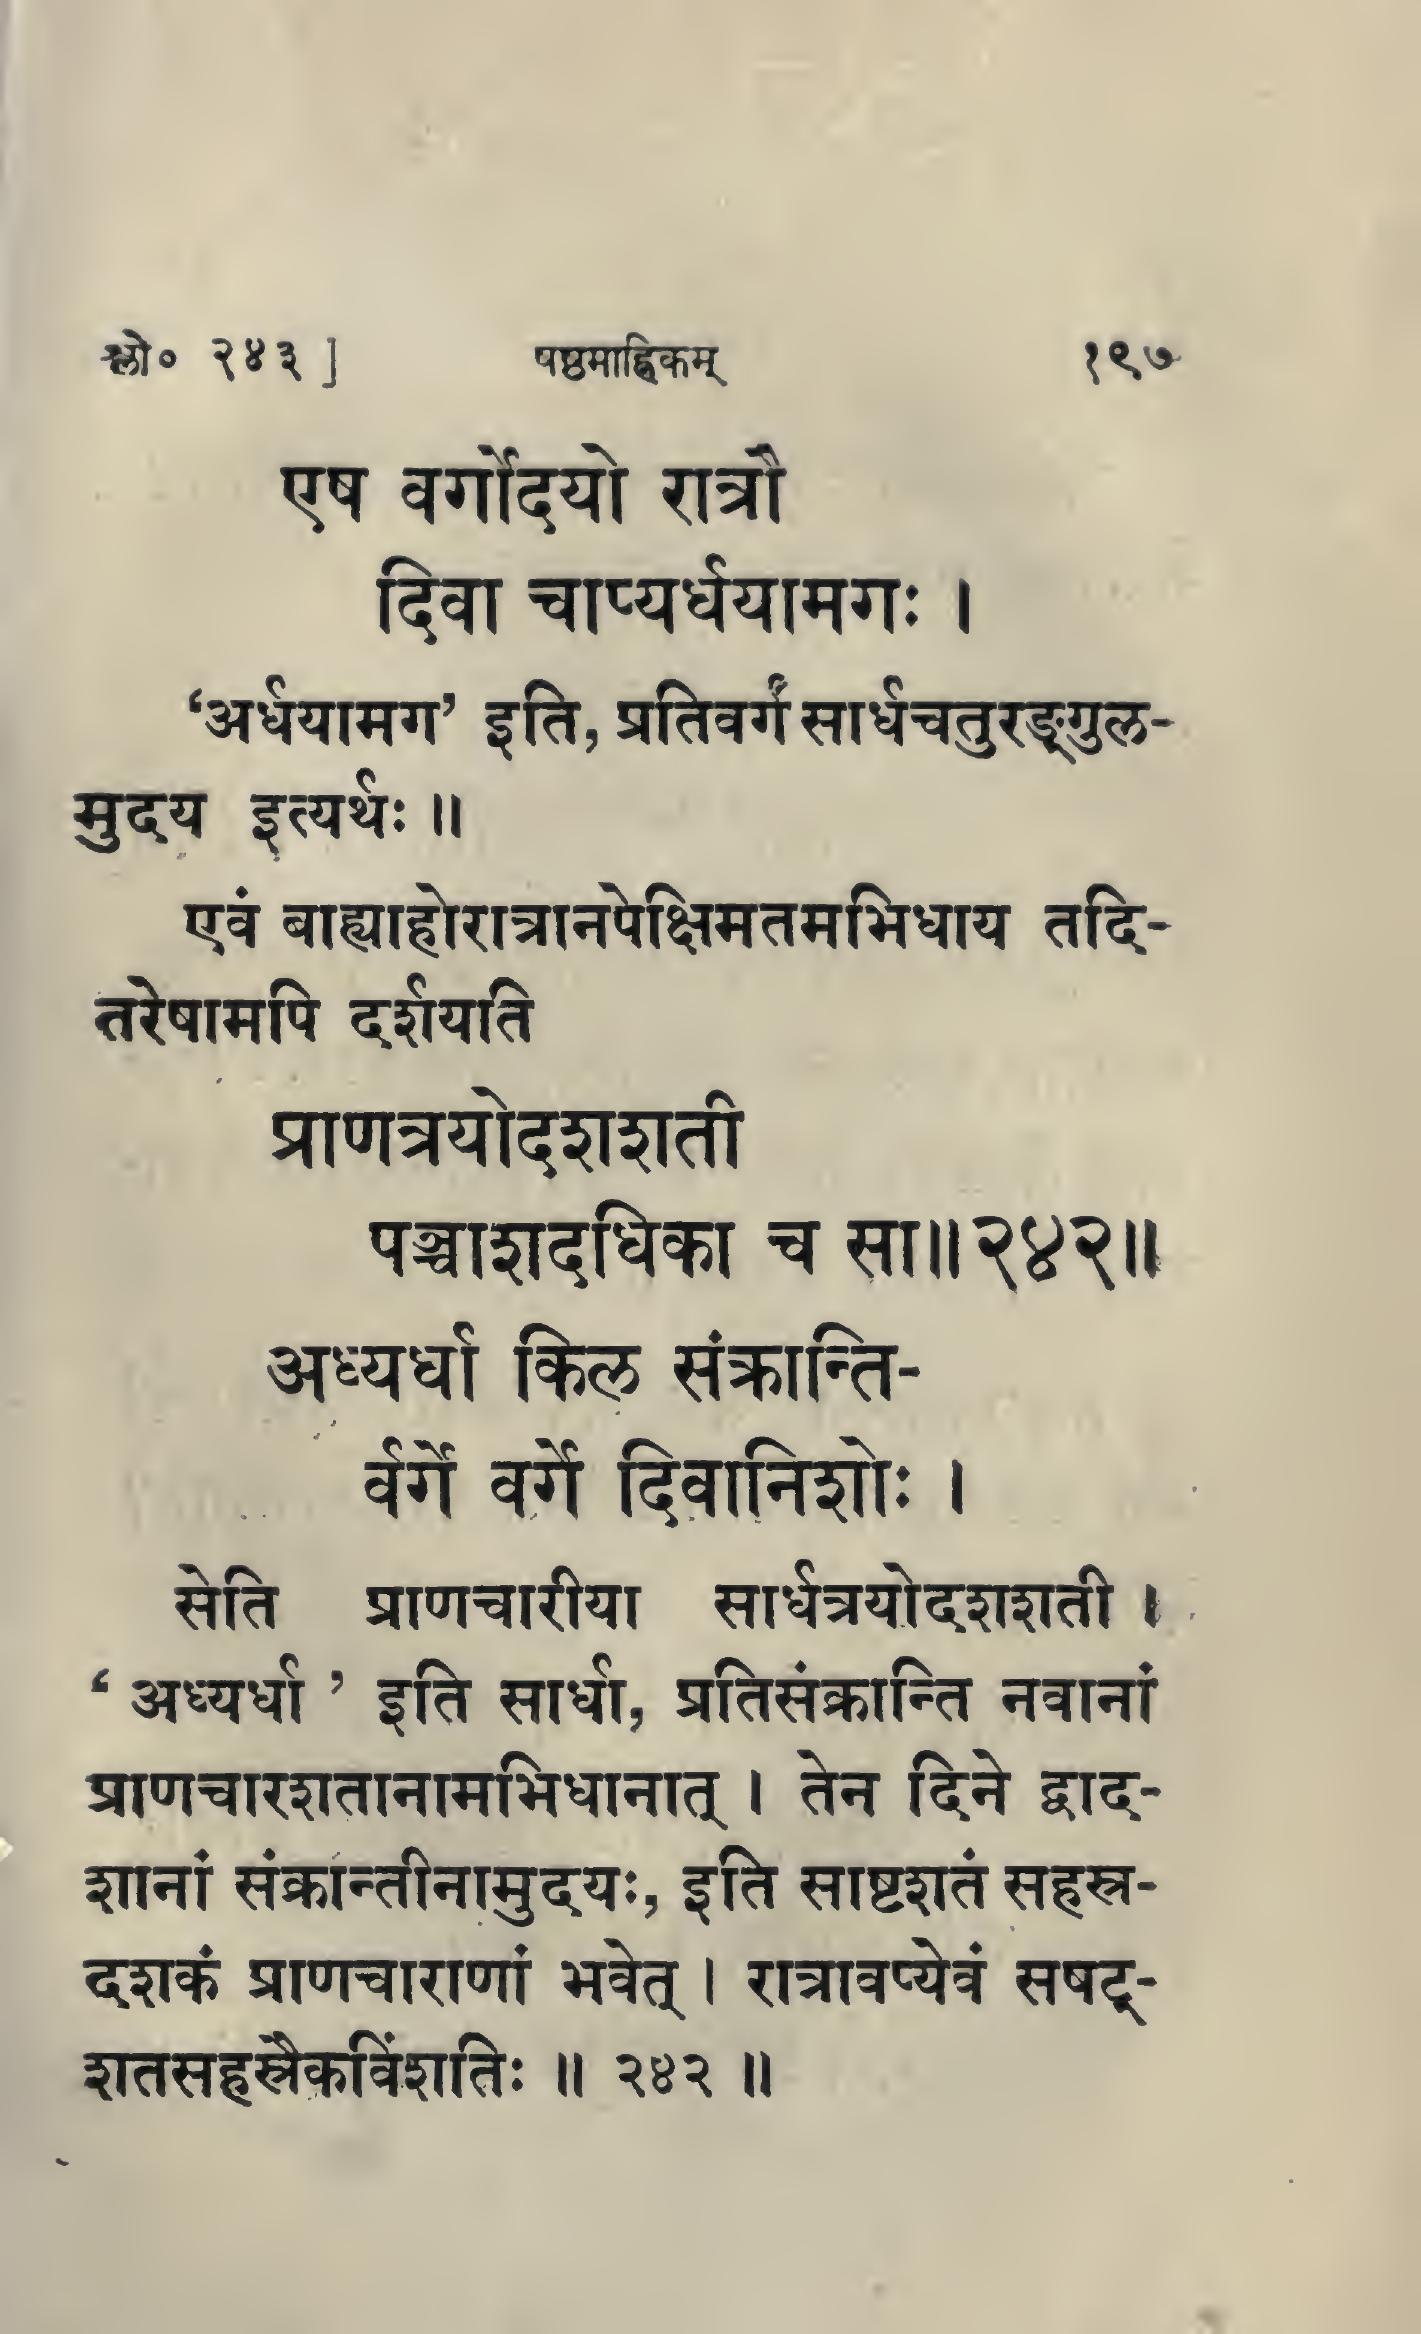 श्लो० २४३ ] षष्ठमाह्निकम् १९७
एष वर्गोदयो रात्रौ
दिवा चाप्यर्धयामगः ।
‘अर्धयामग’ इति, प्रतिवर्गं सार्धचतुरङ्गुल-
मुदय इत्यर्थः ॥
एवं बाह्याहोरात्रानपेक्षिमतमभिधाय तदि-
तरेषामपि दर्शयति
प्राणत्रयोदशशती
पञ्चाशदधिका च सा॥२४२॥
अध्यर्धा किल संक्रान्ति-
र्वर्गे वर्गे दिवानिशोः ।
सेति प्राणचारीया सार्धत्रयोदशशती ।
‘ अध्यर्धा ’ इति सार्धा, प्रतिसंक्रान्ति नवानां
प्राणचारशतानामभिधानात् । तेन दिने द्वाद-
शानां संक्रान्तीनामुदयः, इति साष्टशतं सहस्र-
दशकं प्राणचाराणां भवेत् । रात्रावप्येवं सषट्-
शतसहस्रैकविंशतिः ॥ २४२ ॥